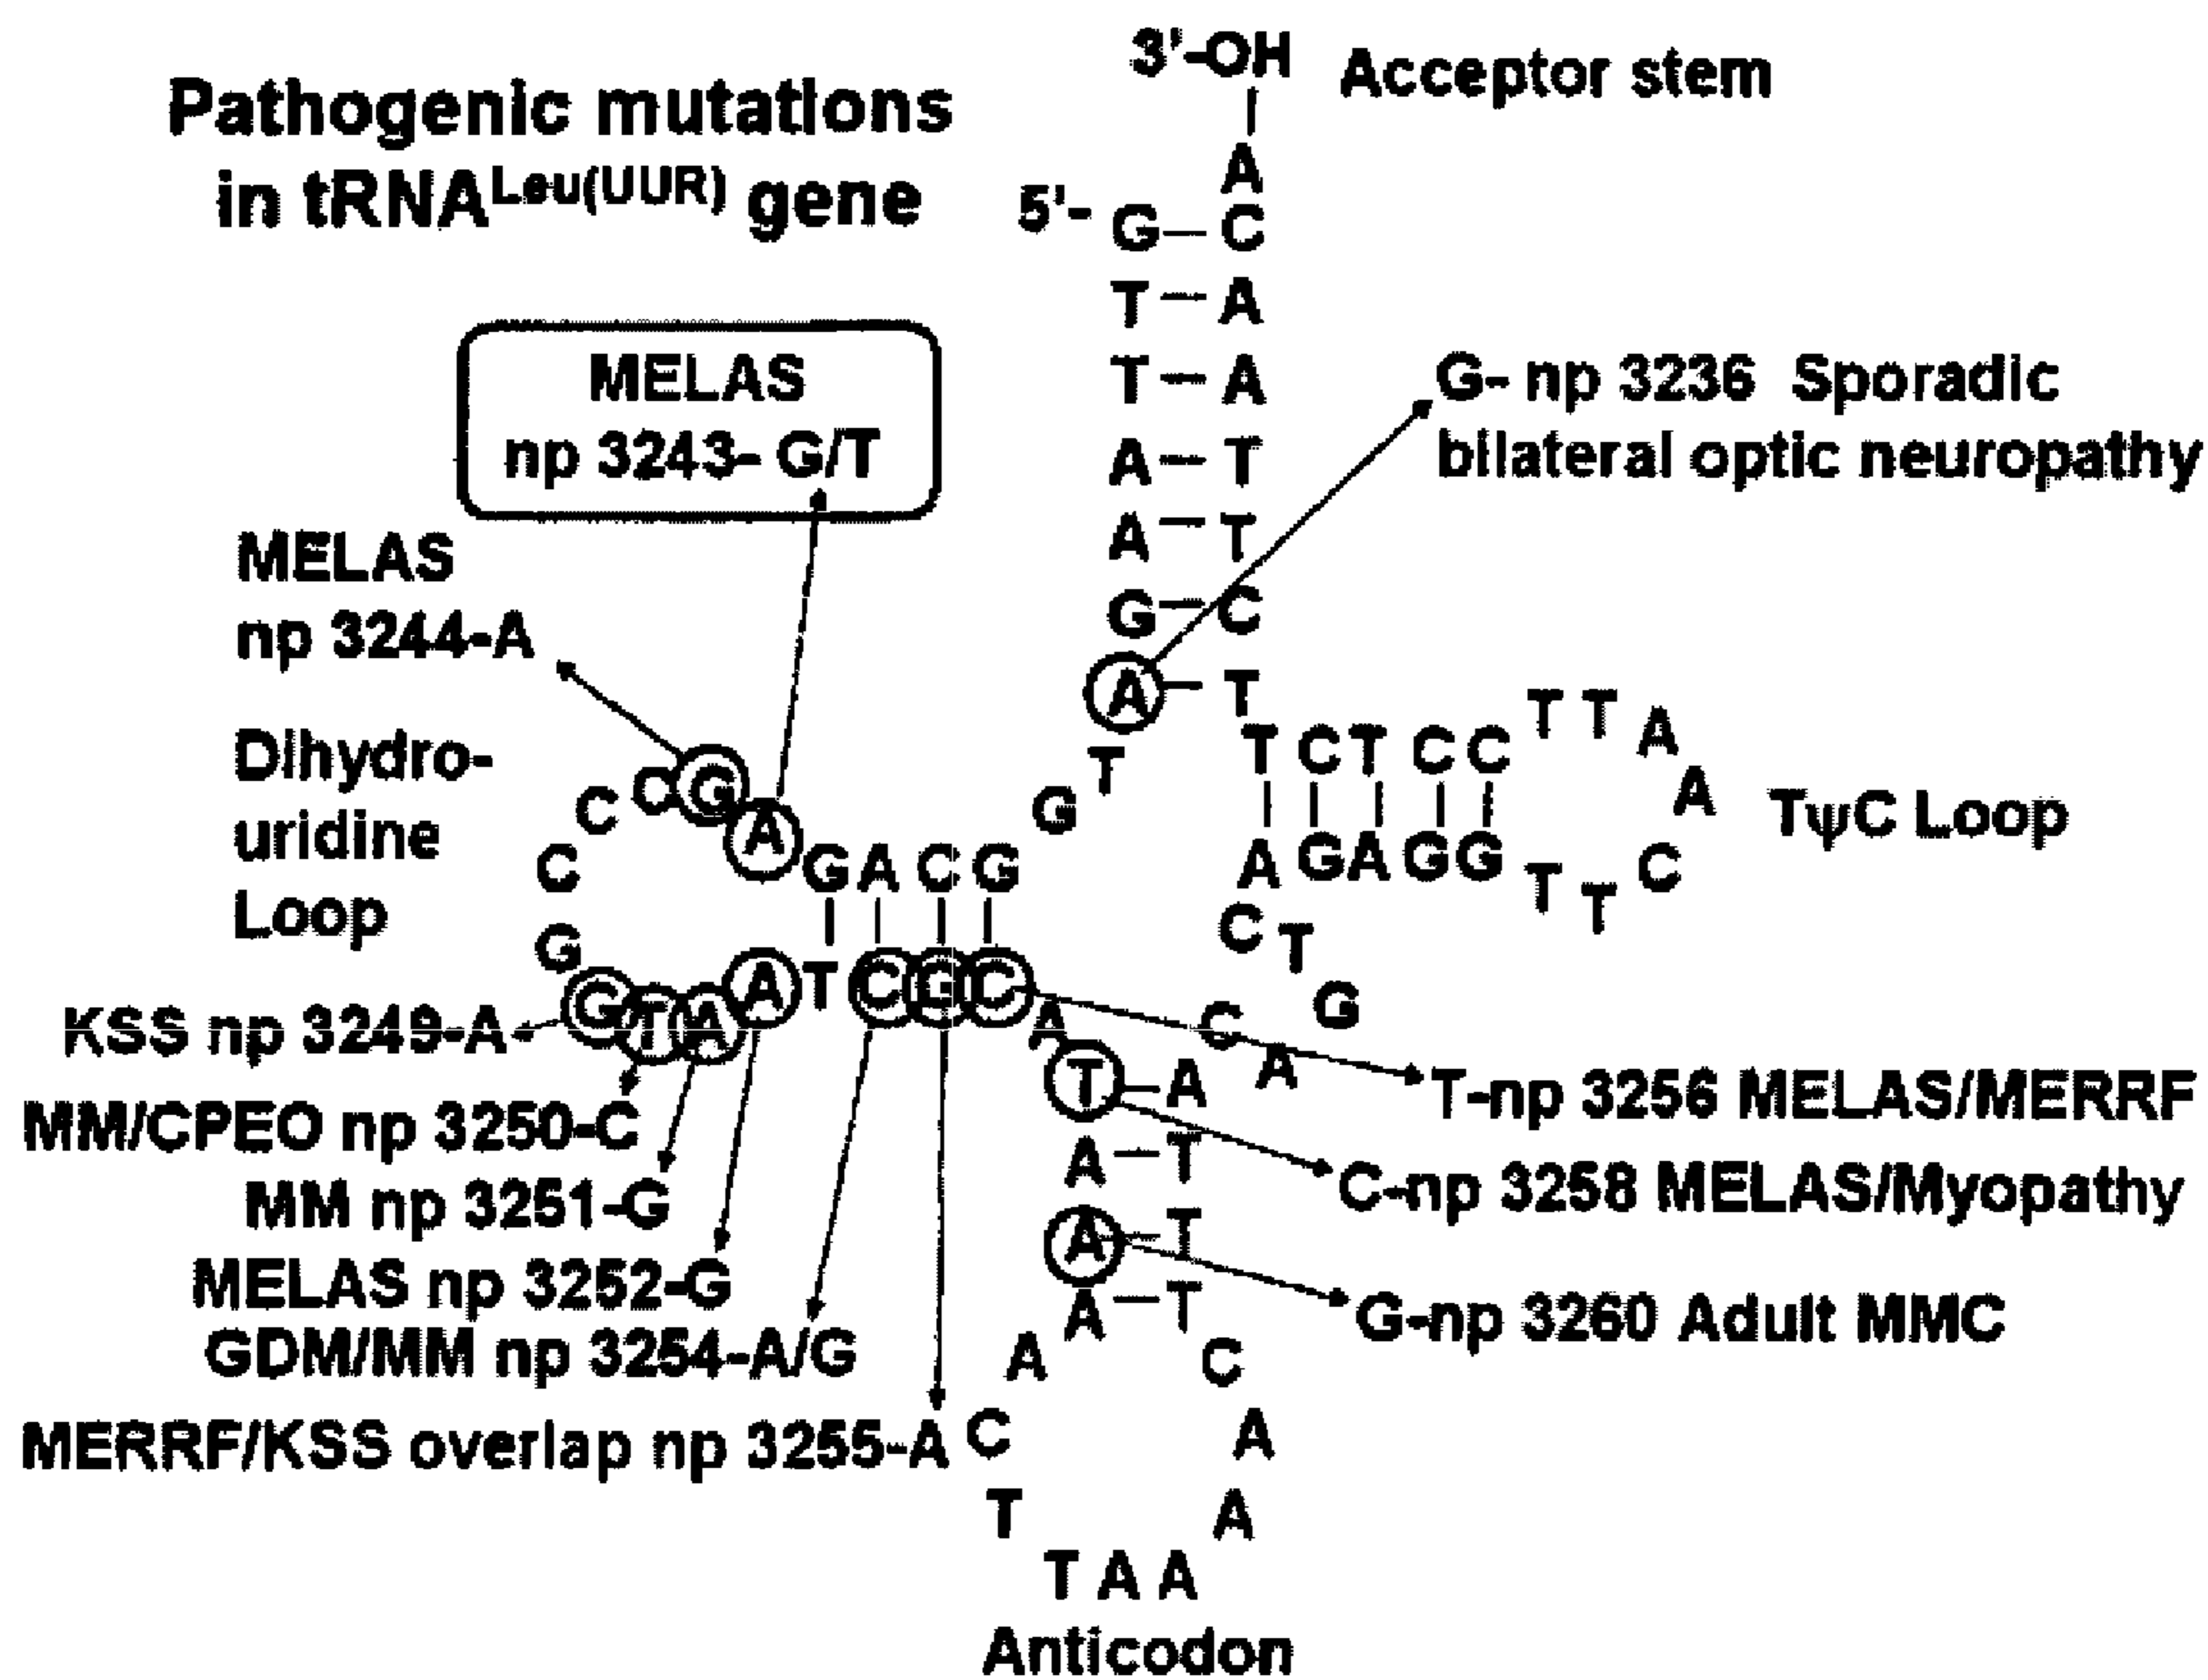 Pathogenic mutations
in tRNALeu(UUR) gene
3'-OH
Acceptor stem
A
5'- G C
T A
T A
A T
A T
G C
A T
MELAS
np 3243- G/T
G- np 3236 Sporadic
bilateral optic neuropathy
MELAS
np 3244-A
Dihydro-
uridine
Loop
T
G
C C C G A
G A C G
G
G T A A T C G C
A
T C T C C
T T A A C T T
A G A G G
TψC Loop
C T G A C
KSS np 3249-A
MM/CPEO np 3250-C
MM np 3251-G
MELAS np 3252-G
GDM/MM np 3254-A/G
MERRF/KSS overlap np 3255-A
T-np 3256 MELAS/MERRF
C-np 3258 MELAS/Myopathy
G-np 3260 Adult MMC
T A
A T
A T
A T
A C
C A
T A
T A A
Anticodon